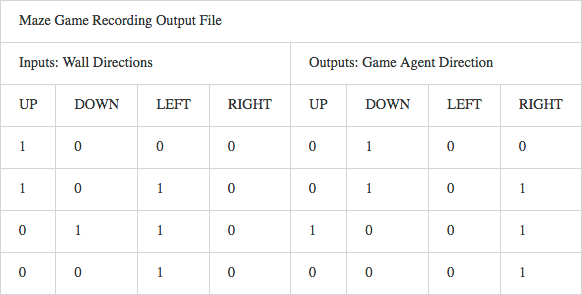 Maze Game Recording Output File
Inputs: Wall Directions Outputs: Game Agent Direction
UP DOWN LEFT RIGHT UP DOWN LEFT RIGHT
1 0 0 0 0 1 0 0
1 0 1 0 0 1 0 1
0 1 1 0 1 0 0 1
0 0 1 0 0 0 0 1